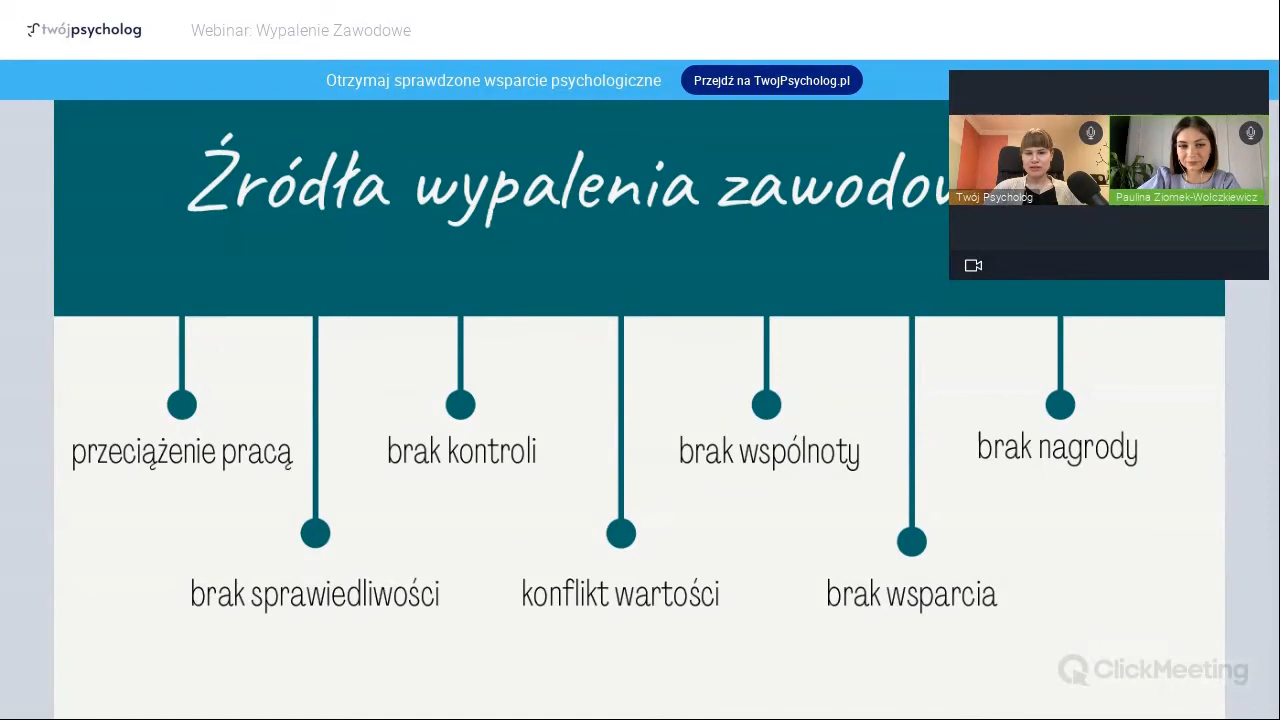 twójpsycholog
Webinar: Wypalenie Zawodowe
Otrzymaj sprawdzone wsparcie psychologiczne
Przejdź na TwojPsycholog.pl
Źródła wypalenia zawodow
Twój Psycholog
Paulina Ziomek-Wolczkiewicz
przeciążenie pracą
brak kontroli
brak wspólnoty
brak nagrody
brak sprawiedliwości
konflikt wartości
brak wsparcia
ClickMeeting